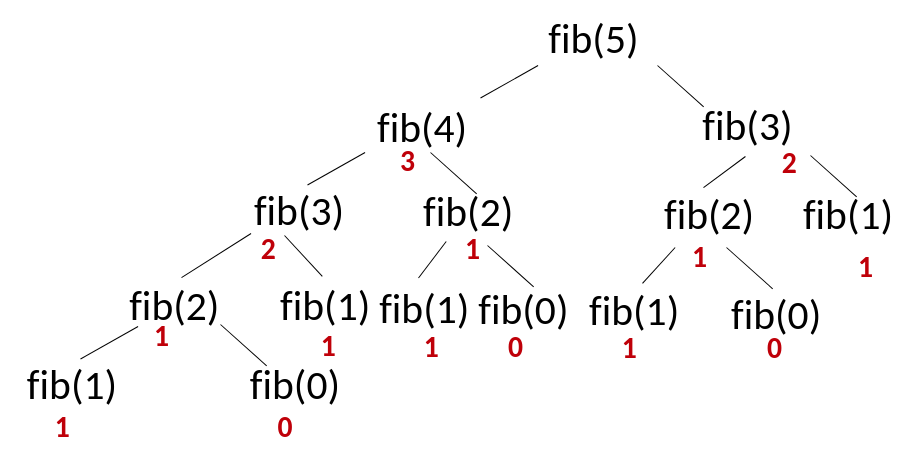 fib(5)
fib(4) fib(3)
3 2
fib(3) fib(2) fib(2) fib(1)
2 1 1 1
fib(2) fib(1) fib(1) fib(0) fib(1) fib(0)
1 1 1 0 1 0
fib(1) fib(0)
1 0